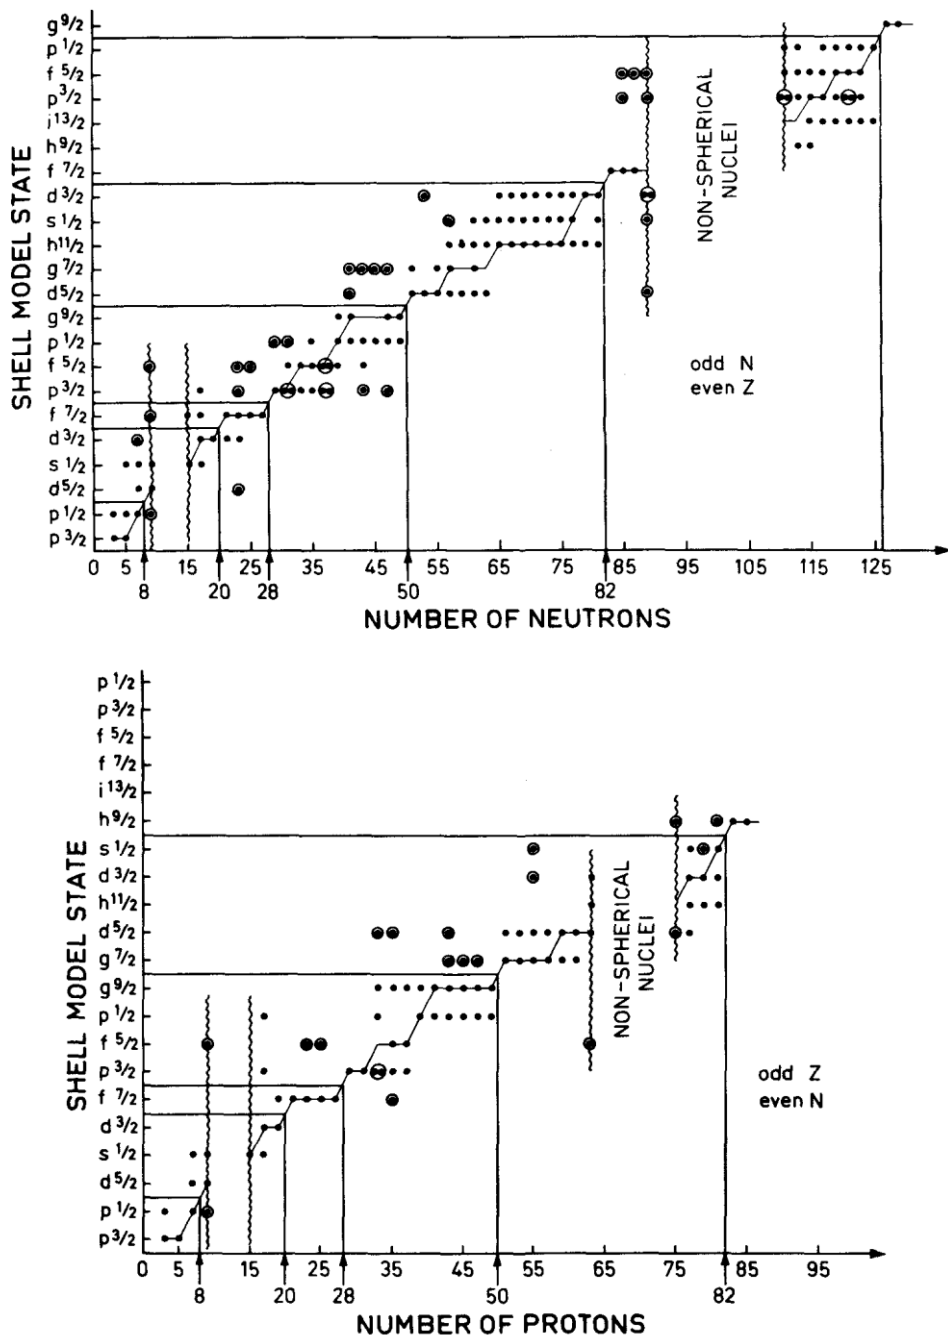 SHELL MODEL STATE
g 9/2
p 1/2
f 5/2
p 3/2
i 13/2
h 9/2
f 7/2
d 3/2
s 1/2
h 11/2
g 7/2
d 5/2
g 9/2
p 1/2
f 5/2
p 3/2
f 7/2
d 3/2
s 1/2
d 5/2
p 1/2
p 3/2
NON-SPHERICAL
NUCLEI
odd N
even Z
0 5 15 25 35 45 55 65 75 85 95 105 115 125
8 20 28 50 82
NUMBER OF NEUTRONS
SHELL MODEL STATE
p 1/2
p 3/2
f 5/2
f 7/2
i 13/2
h 9/2
s 1/2
d 3/2
h 11/2
d 5/2
g 7/2
g 9/2
p 1/2
f 5/2
p 3/2
f 7/2
d 3/2
s 1/2
d 5/2
p 1/2
p 3/2
NON-SPHERICAL
NUCLEI
odd Z
even N
0 5 15 25 35 45 55 65 75 85 95
8 20 28 50 82
NUMBER OF PROTONS